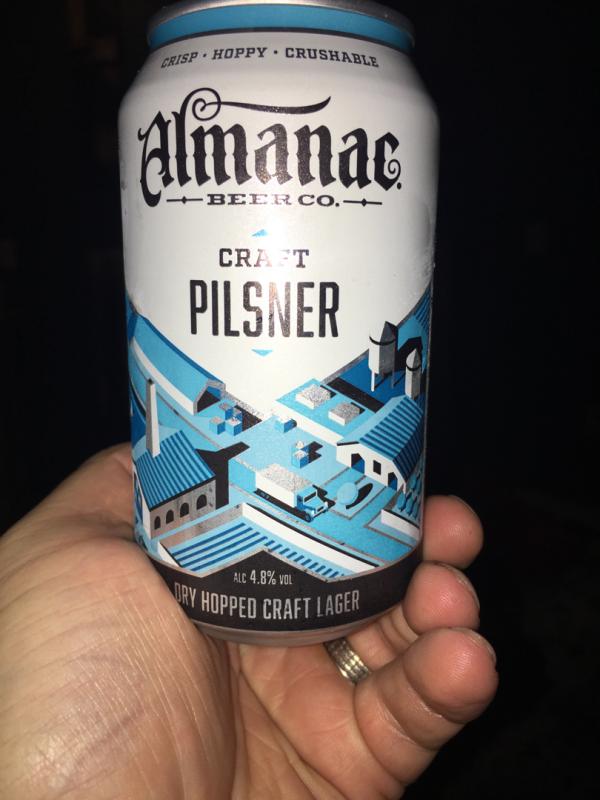 CRISP · HOPPY · CRUSHABLE
Almanac
BEER CO.
CRAFT
PILSNER
ALC 4.8% VOL
DRY HOPPED CRAFT LAGER